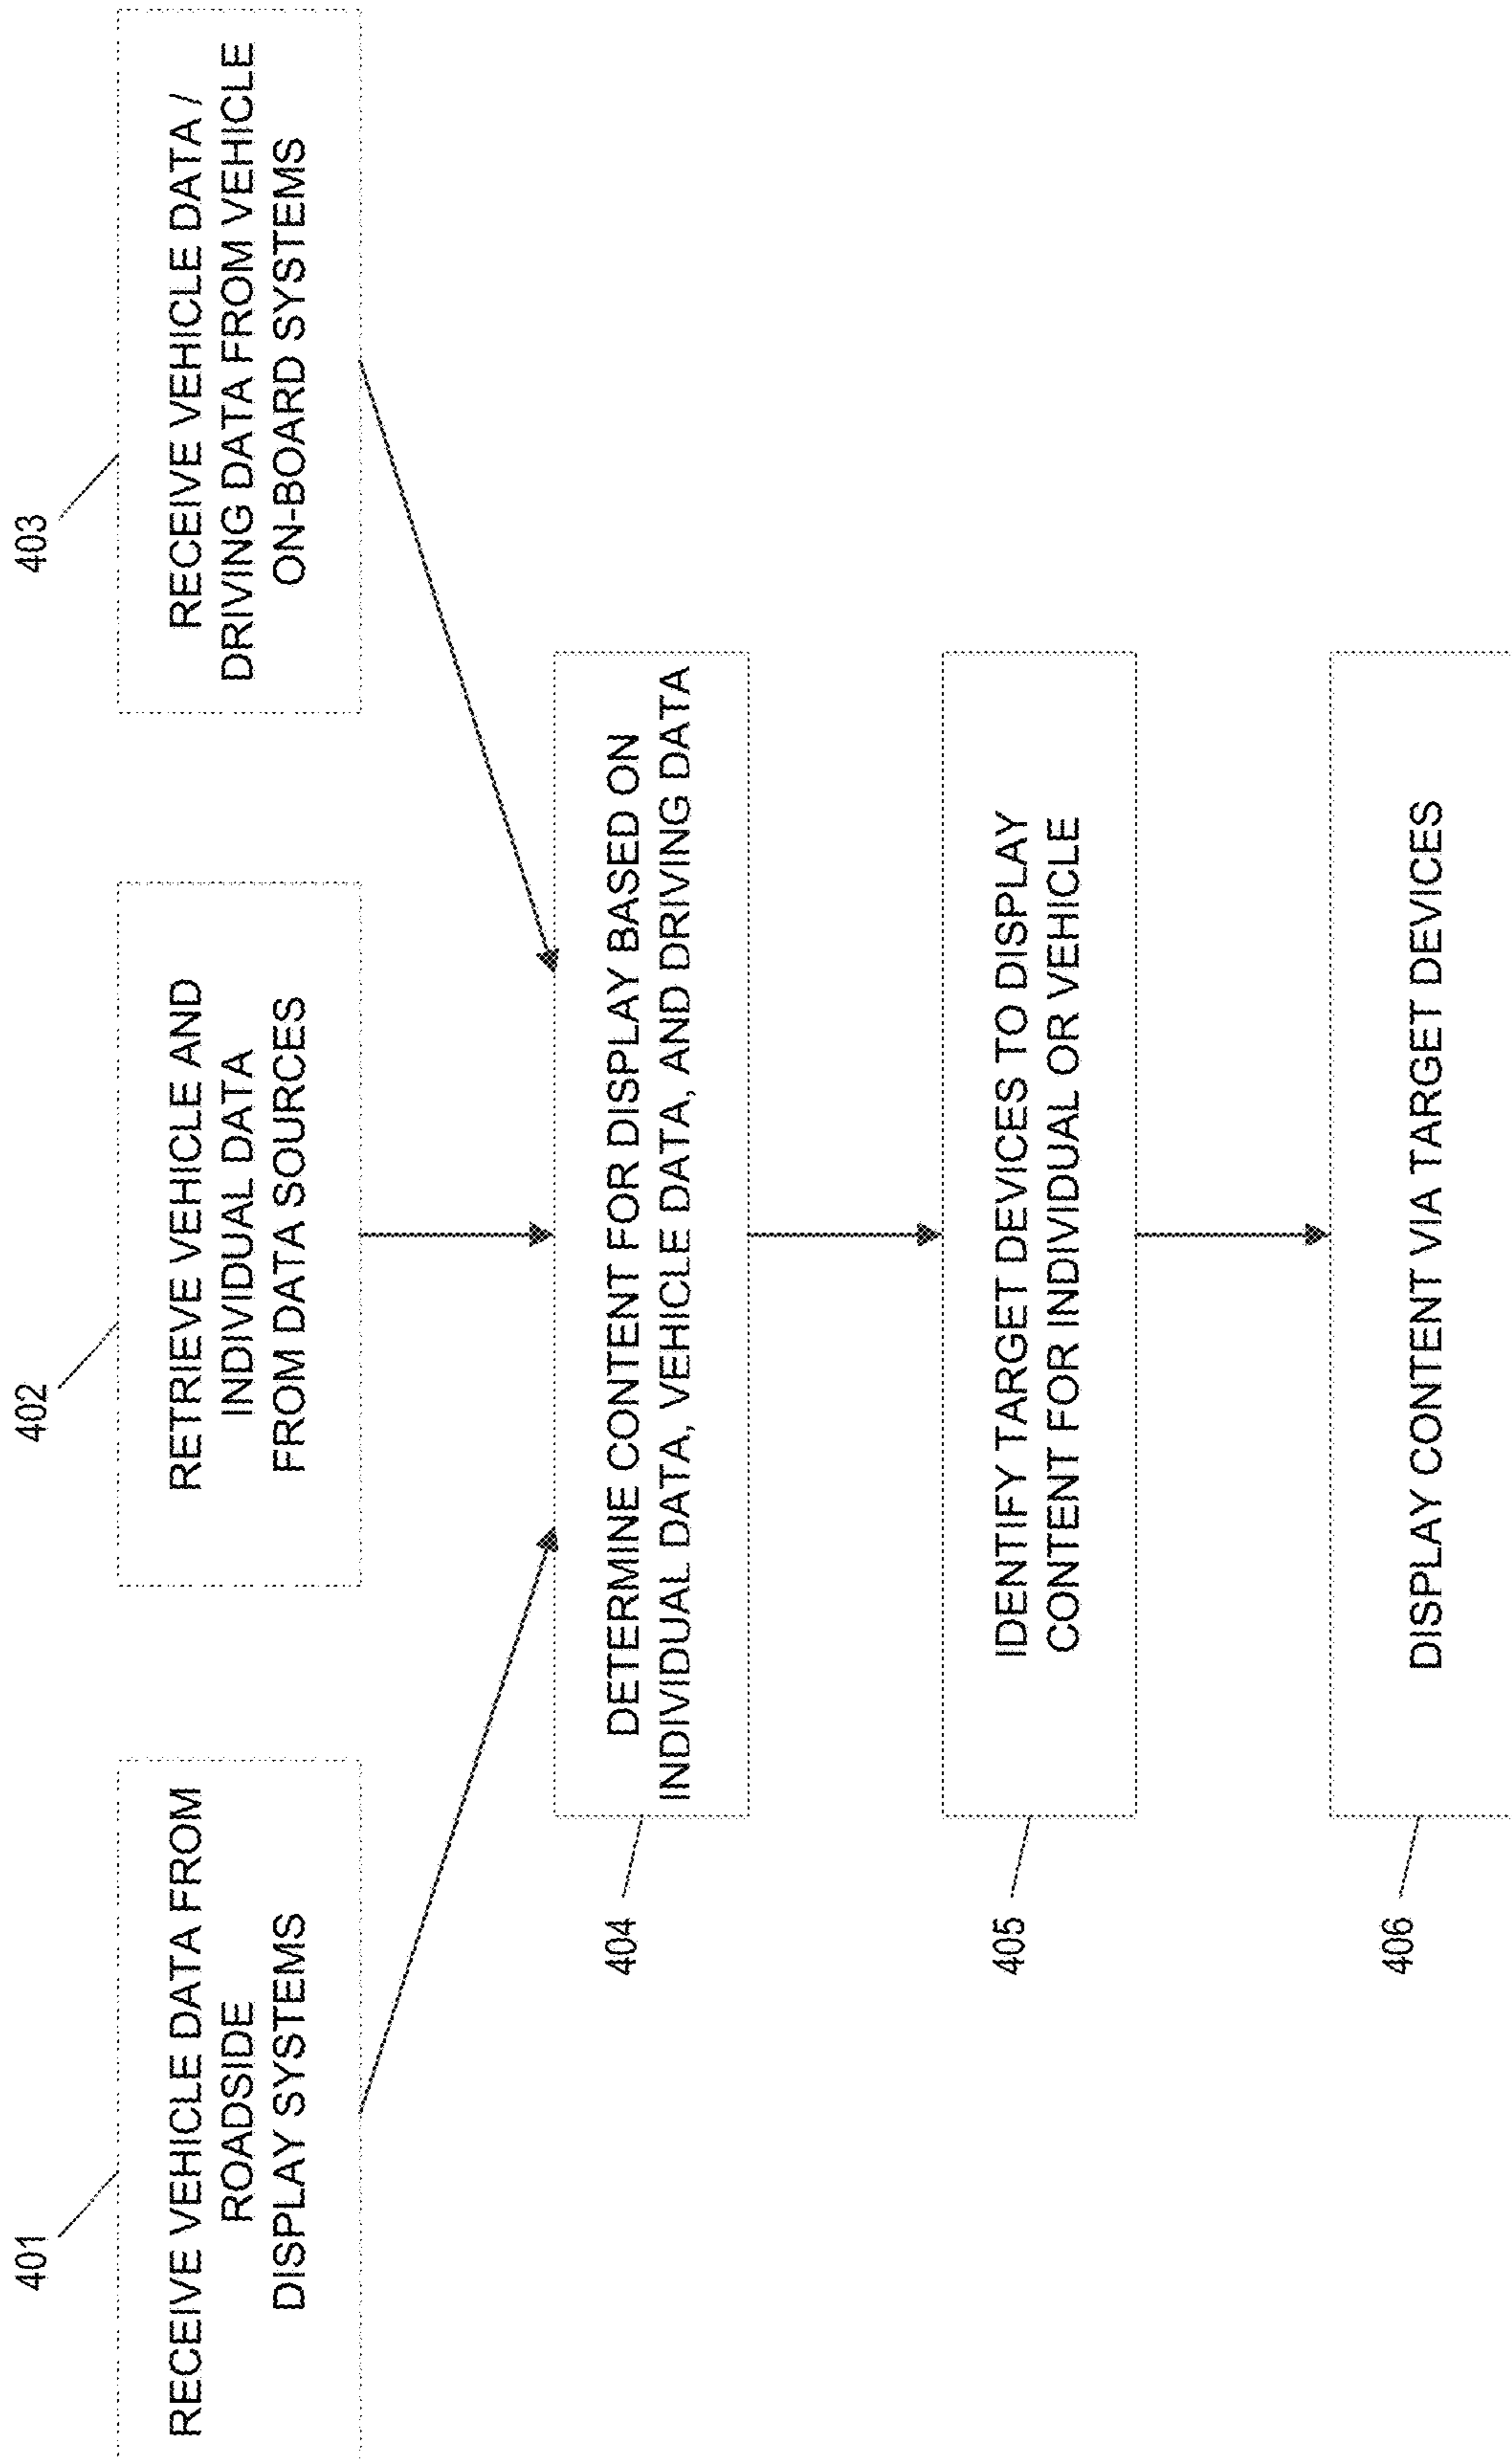 401
RECEIVE VEHICLE DATA FROM
ROADSIDE
DISPLAY SYSTEMS
402
RETRIEVE VEHICLE AND
INDIVIDUAL DATA
FROM DATA SOURCES
403
RECEIVE VEHICLE DATA /
DRIVING DATA FROM VEHICLE
ON-BOARD SYSTEMS
404
DETERMINE CONTENT FOR DISPLAY BASED ON
INDIVIDUAL DATA, VEHICLE DATA, AND DRIVING DATA
405
IDENTIFY TARGET DEVICES TO DISPLAY
CONTENT FOR INDIVIDUAL OR VEHICLE
406
DISPLAY CONTENT VIA TARGET DEVICES